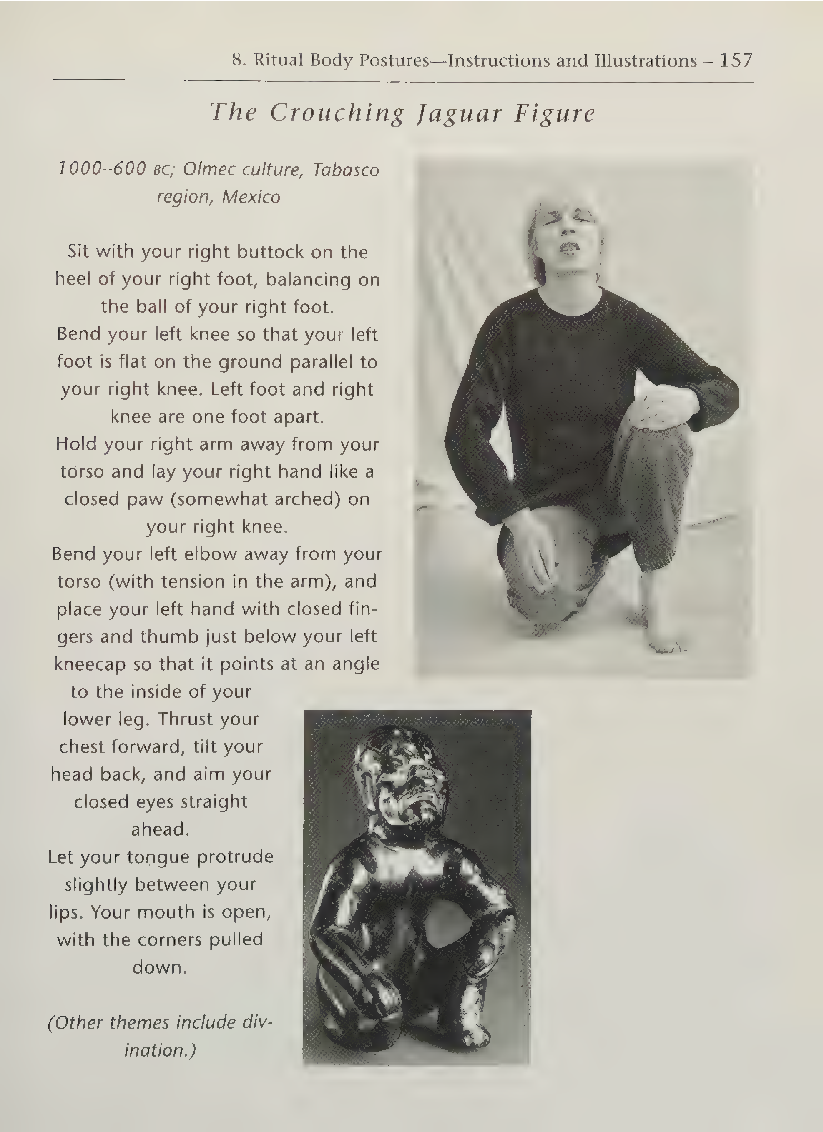 8. Ritual Body Postures—Instructions and Illustrations – 157
The Crouching Jaguar Figure
1000–600 BC; Olmec culture, Tabasco
region, Mexico
Sit with your right buttock on the
heel of your right foot, balancing on
the ball of your right foot.
Bend your left knee so that your left
foot is flat on the ground parallel to
your right knee. Left foot and right
knee are one foot apart.
Hold your right arm away from your
torso and lay your right hand like a
closed paw (somewhat arched) on
your right knee.
Bend your left elbow away from your
torso (with tension in the arm), and
place your left hand with closed fin-
gers and thumb just below your left
kneecap so that it points at an angle
to the inside of your
lower leg. Thrust your
chest forward, tilt your
head back, and aim your
closed eyes straight
ahead.
Let your tongue protrude
slightly between your
lips. Your mouth is open,
with the corners pulled
down.
(Other themes include div-
ination.)